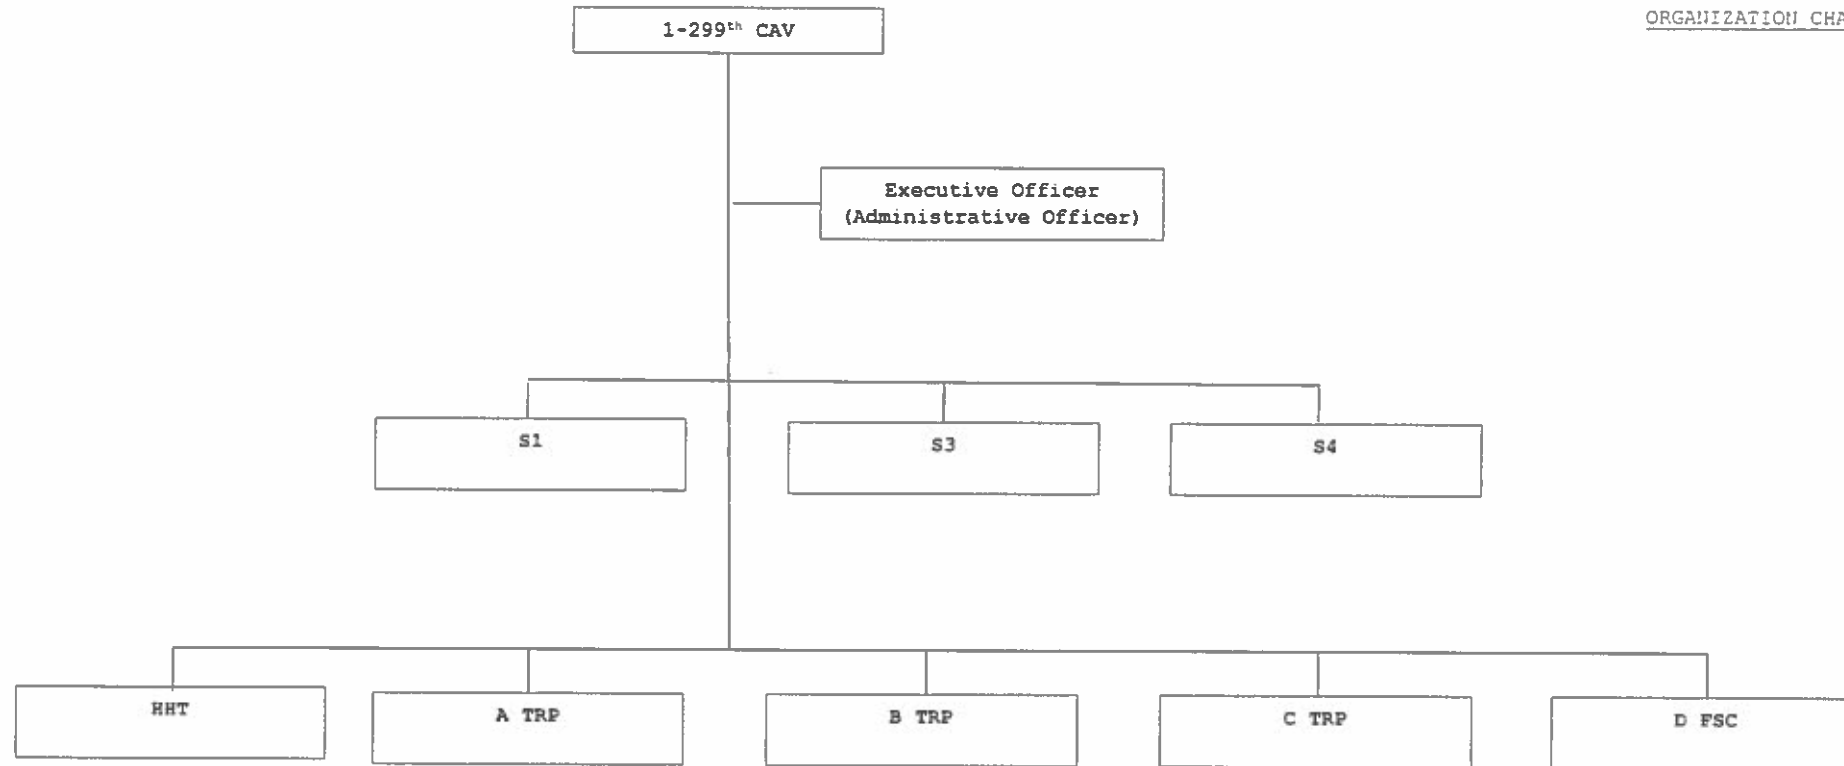 ORGANIZATION CHA
1-299th CAV
Executive Officer
(Administrative Officer)
S1
S3
S4
HHT
A TRP
B TRP
C TRP
D FSC